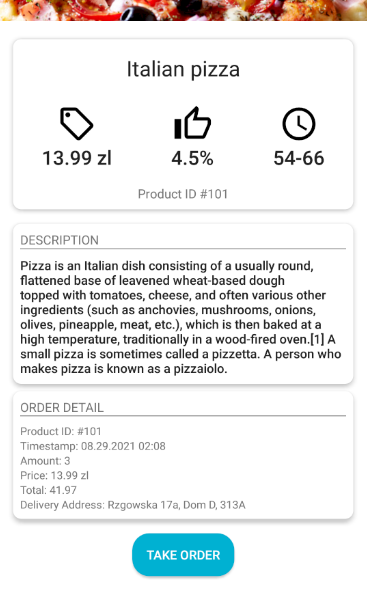 Italian pizza
13.99 zl
4.5%
54-66
Product ID #101
DESCRIPTION
Pizza is an Italian dish consisting of a usually round,
flattened base of leavened wheat-based dough
topped with tomatoes, cheese, and often various other
ingredients (such as anchovies, mushrooms, onions,
olives, pineapple, meat, etc.), which is then baked at a
high temperature, traditionally in a wood-fired oven.[1] A
small pizza is sometimes called a pizzetta. A person who
makes pizza is known as a pizzaiolo.
ORDER DETAIL
Product ID: #101
Timestamp: 08.29.2021 02:08
Amount: 3
Price: 13.99 zl
Total: 41.97
Delivery Address: Rzgowska 17a, Dom D, 313A
TAKE ORDER